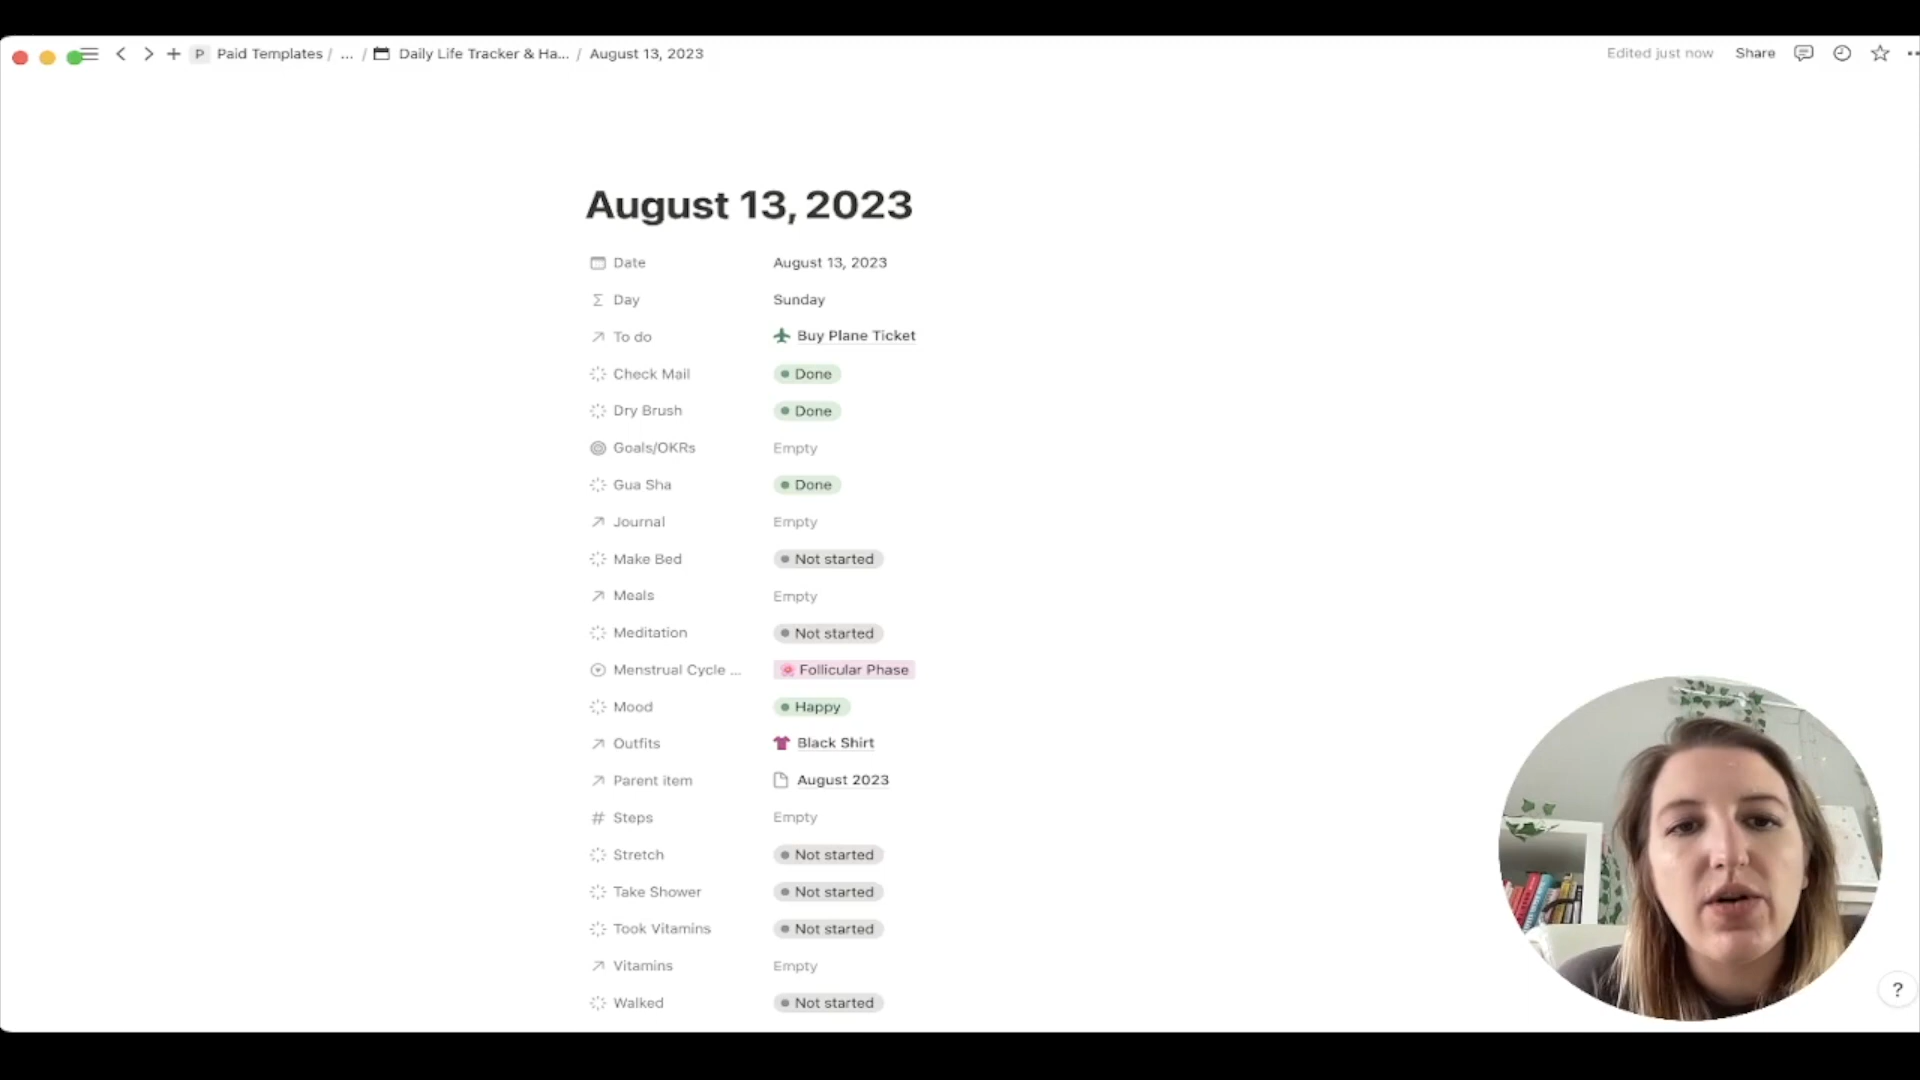 P Paid Templates / ... / Daily Life Tracker & Ha... / August 13, 2023
Edited just now Share
August 13, 2023
Date August 13, 2023
Day Sunday
To do Buy Plane Ticket
Check Mail Done
Dry Brush Done
Goals/OKRs Empty
Gua Sha Done
Journal Empty
Make Bed Not started
Meals Empty
Meditation Not started
Menstrual Cycle ... Follicular Phase
Mood Happy
Outfits Black Shirt
Parent item August 2023
Steps Empty
Stretch Not started
Take Shower Not started
Took Vitamins Not started
Vitamins Empty
Walked Not started
?